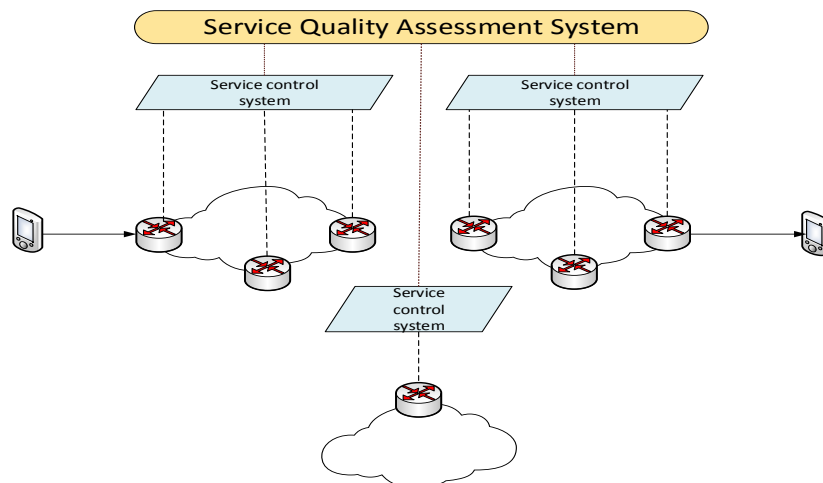 Service Quality Assessment System
Service control
system
Service control
system
Service
control
system